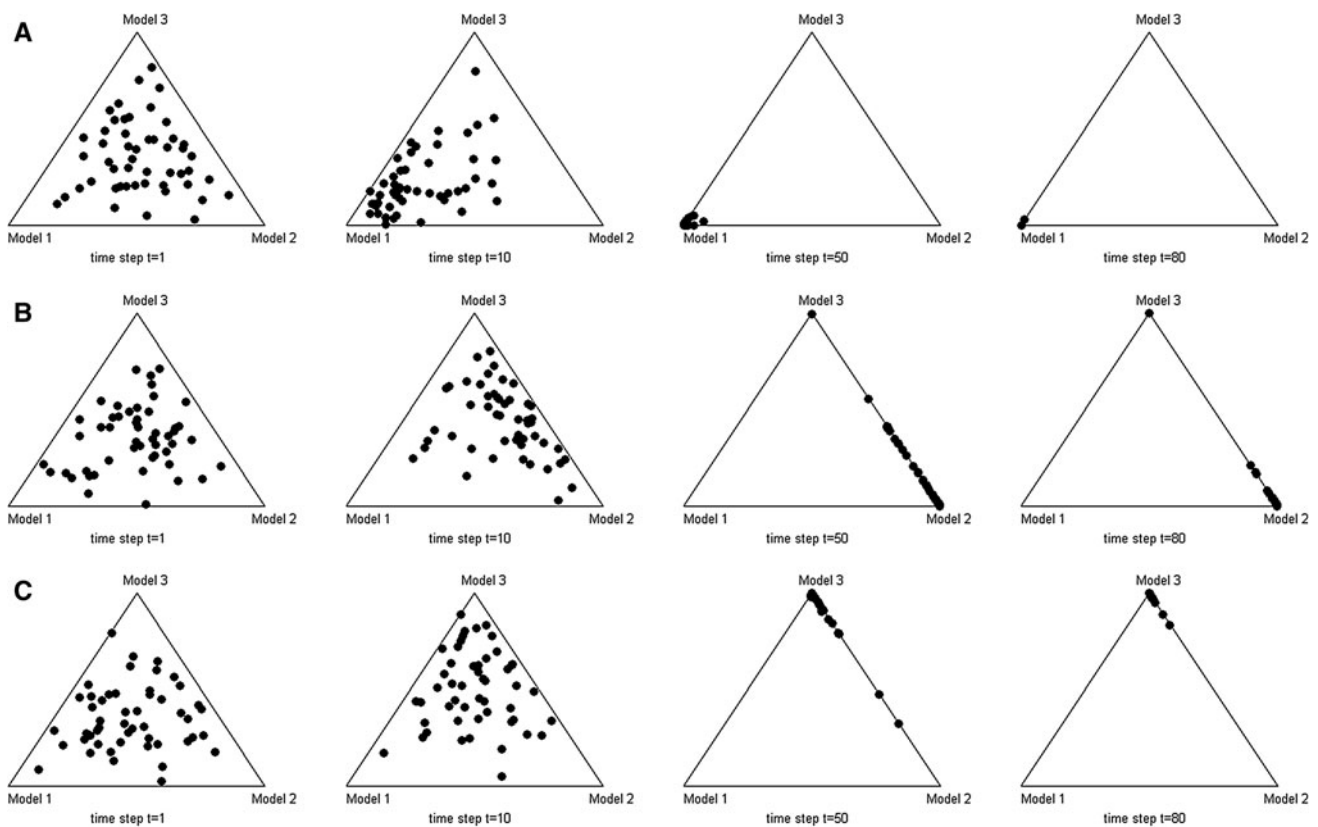 A
Model 3
Model 3
Model 3
Model 3
Model 1
Model 2
Model 1
Model 2
Model 1
Model 2
Model 1
Model 2
time step t=1
time step t=10
time step t=50
time step t=80
B
Model 3
Model 3
Model 3
Model 3
Model 1
Model 2
Model 1
Model 2
Model 1
Model 2
Model 1
Model 2
time step t=1
time step t=10
time step t=50
time step t=80
C
Model 3
Model 3
Model 3
Model 3
Model 1
Model 2
Model 1
Model 2
Model 1
Model 2
Model 1
Model 2
time step t=1
time step t=10
time step t=50
time step t=80